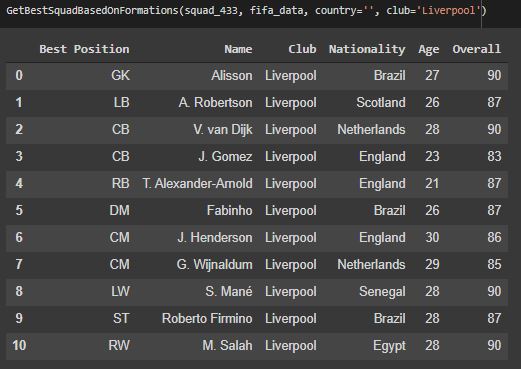 GetBestSquadBasedOnFormations(squad_433, fifa_data, country='', club='Liverpool')
Best Position Name Club Nationality Age Overall
0 GK Alisson Liverpool Brazil 27 90
1 LB A. Robertson Liverpool Scotland 26 87
2 CB V. van Dijk Liverpool Netherlands 28 90
3 CB J. Gomez Liverpool England 23 83
4 RB T. Alexander-Arnold Liverpool England 21 87
5 DM Fabinho Liverpool Brazil 26 87
6 CM J. Henderson Liverpool England 30 86
7 CM G. Wijnaldum Liverpool Netherlands 29 85
8 LW S. Mané Liverpool Senegal 28 90
9 ST Roberto Firmino Liverpool Brazil 28 87
10 RW M. Salah Liverpool Egypt 28 90